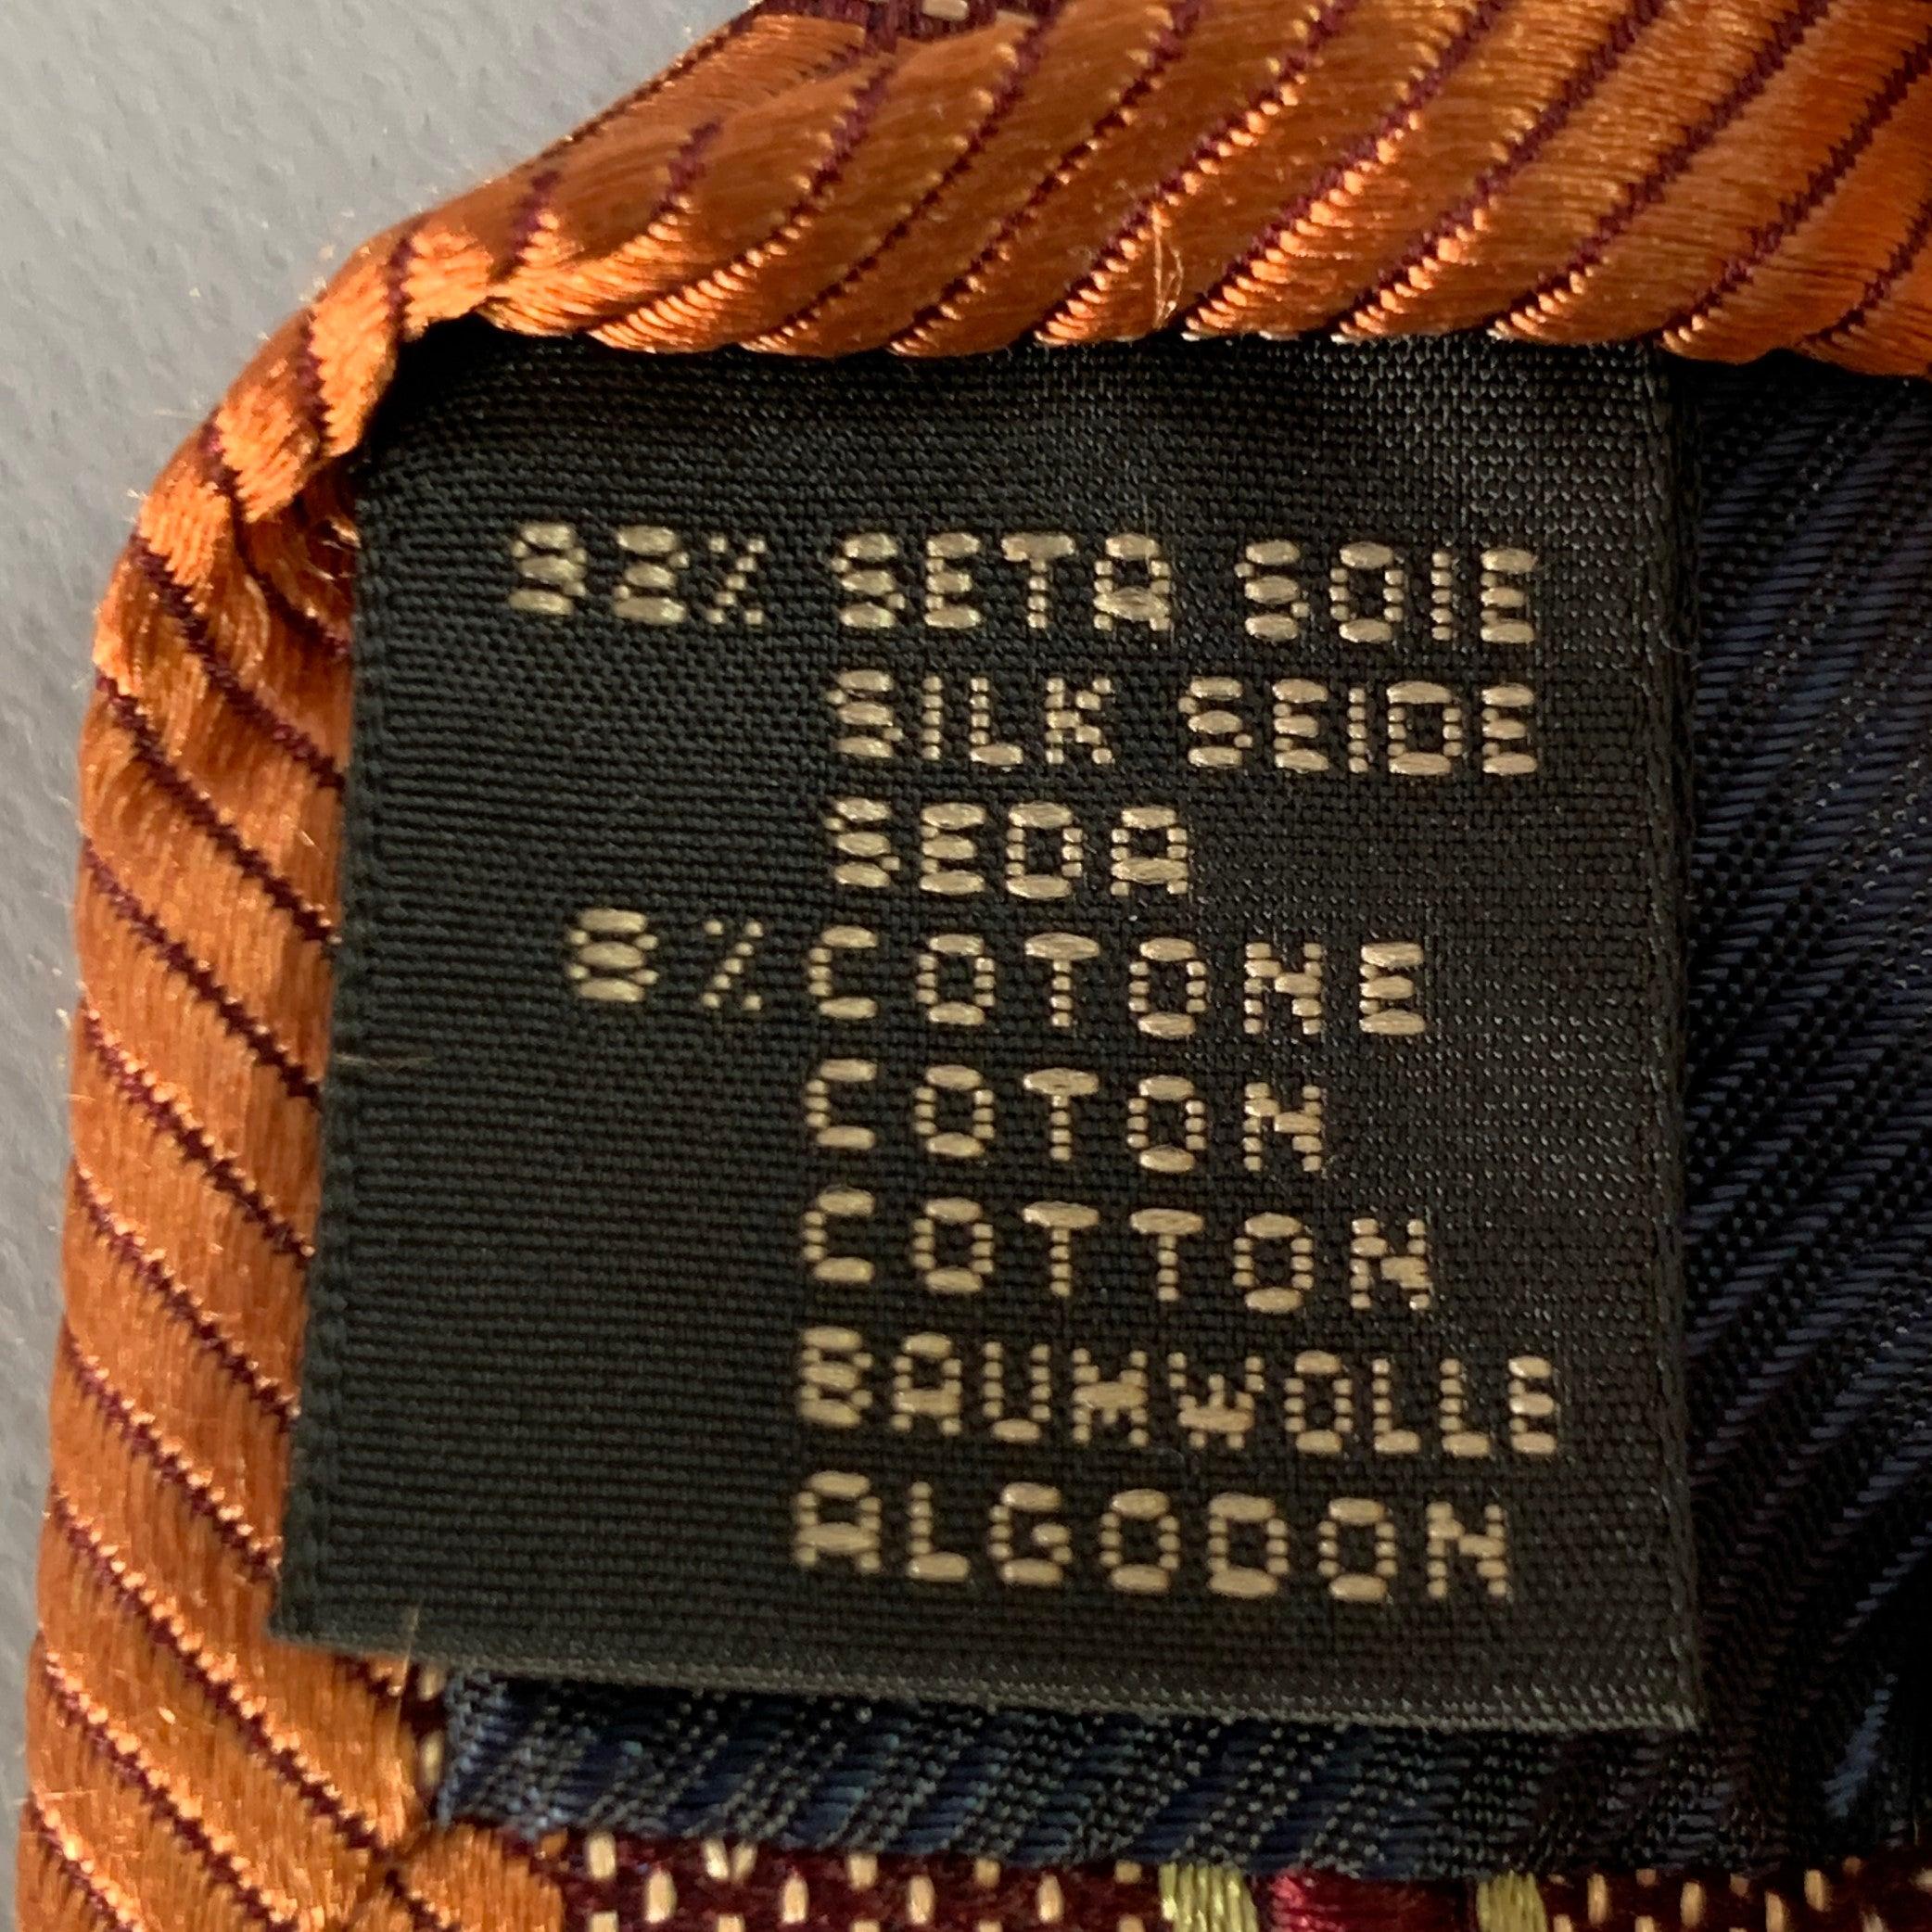 92% SETA SOIE
SILK SEIDE
SEDA
8% COTONE
COTON
COTTON
BAUMWOLLE
ALGODON